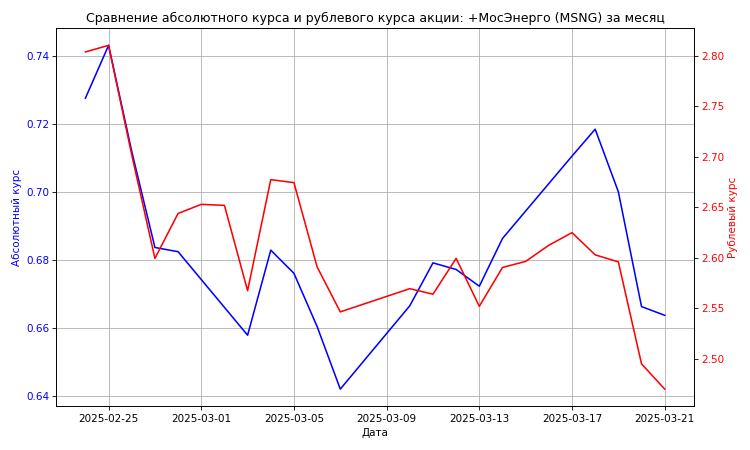 Сравнение абсолютного курса и рублевого курса акции: +МосЭнерго (MSNG) за месяц
0.74
0.72
0.70
0.68
0.66
0.64
Абсолютный курс
2.80
2.75
2.70
2.65
2.60
2.55
2.50
Рублевый курс
2025-02-25 2025-03-01 2025-03-05 2025-03-09 2025-03-13 2025-03-17 2025-03-21
Дата